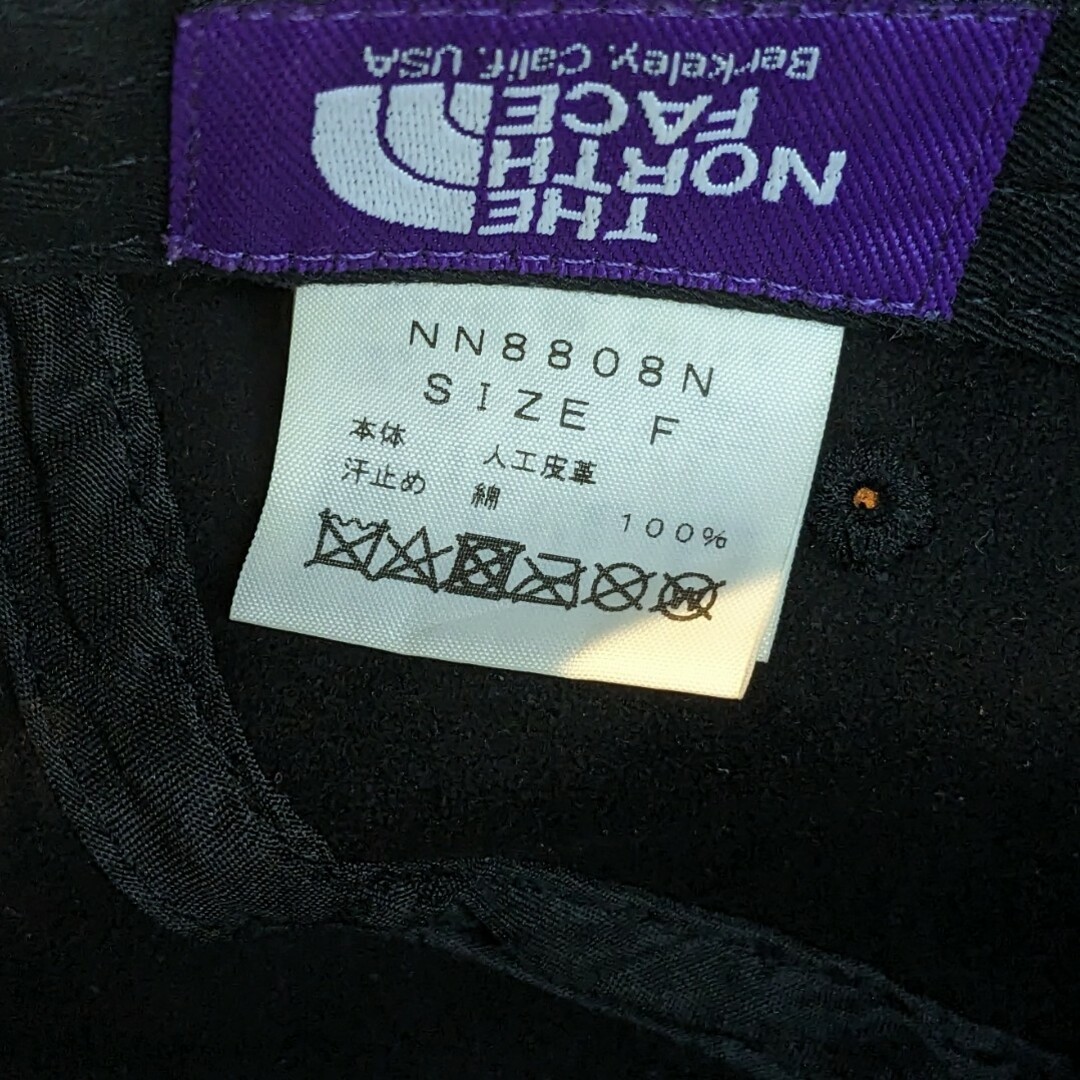 THE
NORTH
FACE
Berkeley, Calif. USA
NN8808N
SIZE F
本体 人工皮革
汗止め 綿 100%